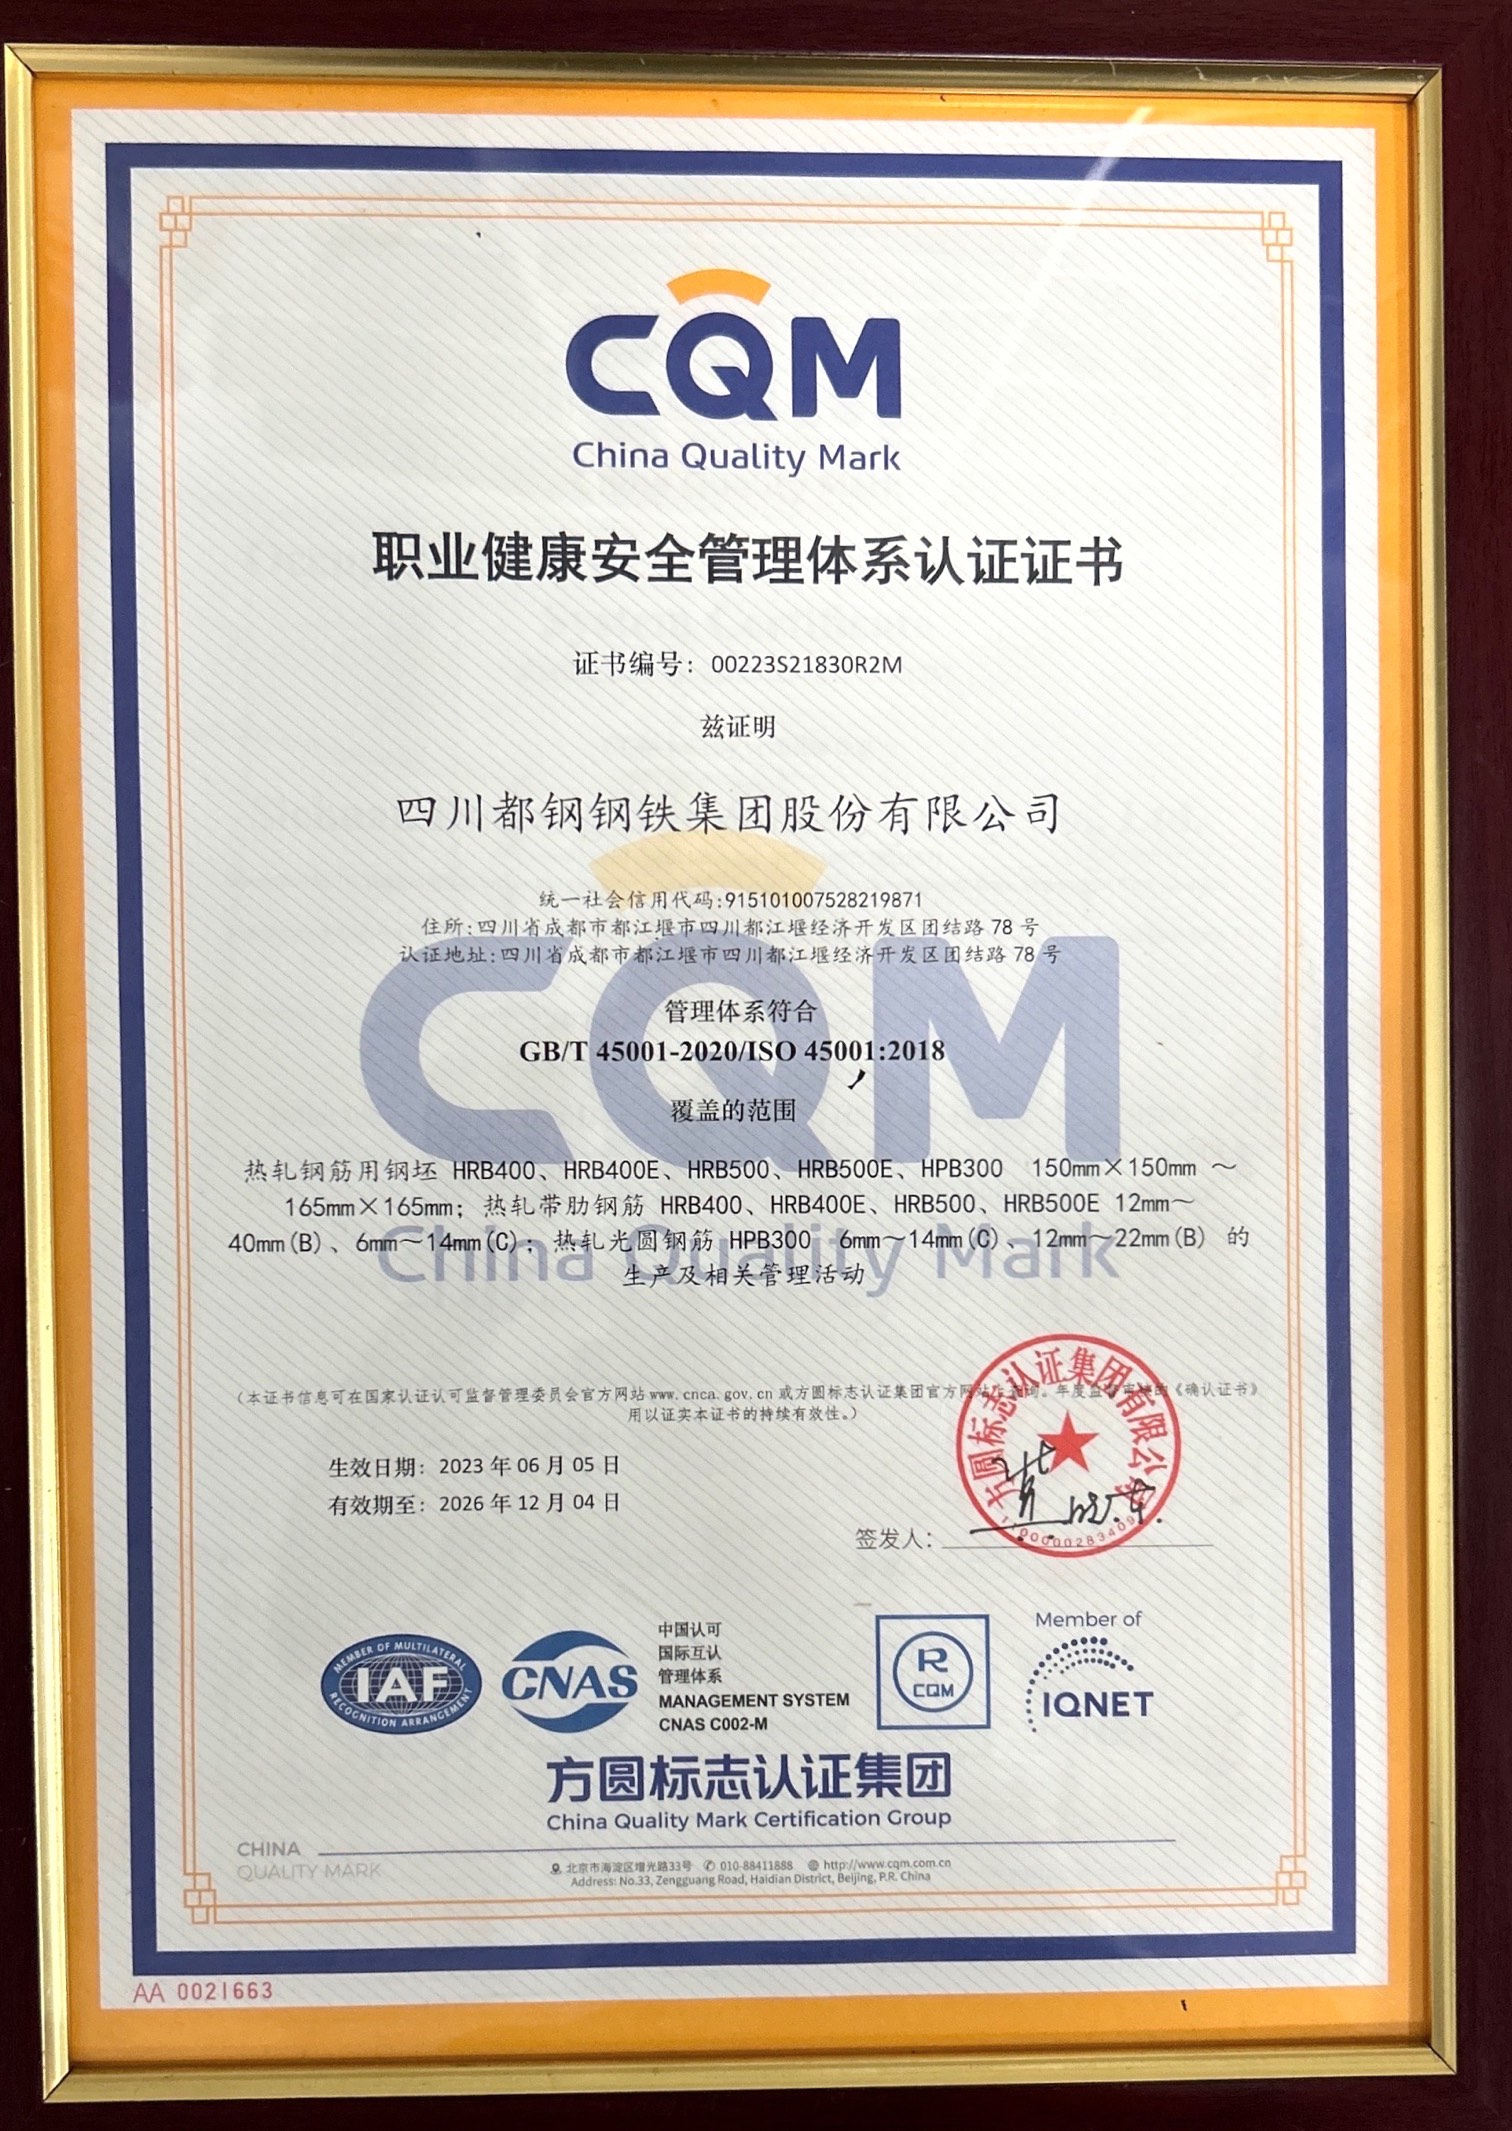 CQM
China Quality Mark
职业健康安全管理体系认证证书
证书编号：00223S21830R2M
兹证明
四川都钢钢铁集团股份有限公司
统一社会信用代码:915101007528219871
住所:四川省成都市都江堰市四川都江堰经济开发区团结路 78 号
认证地址:四川省成都市都江堰市四川都江堰经济开发区团结路 78 号
管理体系符合
GB/T 45001-2020/ISO 45001:2018
覆盖的范围
热轧钢筋用钢坯 HRB400、HRB400E、HRB500、HRB500E、HPB300 150mm×150mm ～
165mm×165mm；热轧带肋钢筋 HRB400、HRB400E、HRB500、HRB500E 12mm～
40mm(B)、6mm～14mm(C)；热轧光圆钢筋 HPB300 6mm～14mm(C)、12mm～22mm(B) 的
生产及相关管理活动
CQM
China Quality Mark
（本证书信息可在国家认证认可监督管理委员会官方网站 www.cnca.gov.cn 或方圆标志认证集团官方网站上查询。年度监督审核的《确认证书》
用以证实本证书的持续有效性。）
生效日期：2023 年 06 月 05 日
有效期至：2026 年 12 月 04 日
方圆标志认证集团有限公司
签发人：
MEMBER OF MULTILATERAL
IAF
RECOGNITION ARRANGEMENT
CNAS
中国认可
国际互认
管理体系
MANAGEMENT SYSTEM
CNAS C002-M
R
CQM
Member of
IQNET
方圆标志认证集团
China Quality Mark Certification Group
CHINA
QUALITY MARK
北京市海淀区增光路33号 010-88411888 http://www.cqm.com.cn
Address: No.33, Zengguang Road, Haidian District, Beijing, P.R. China
AA 0021663